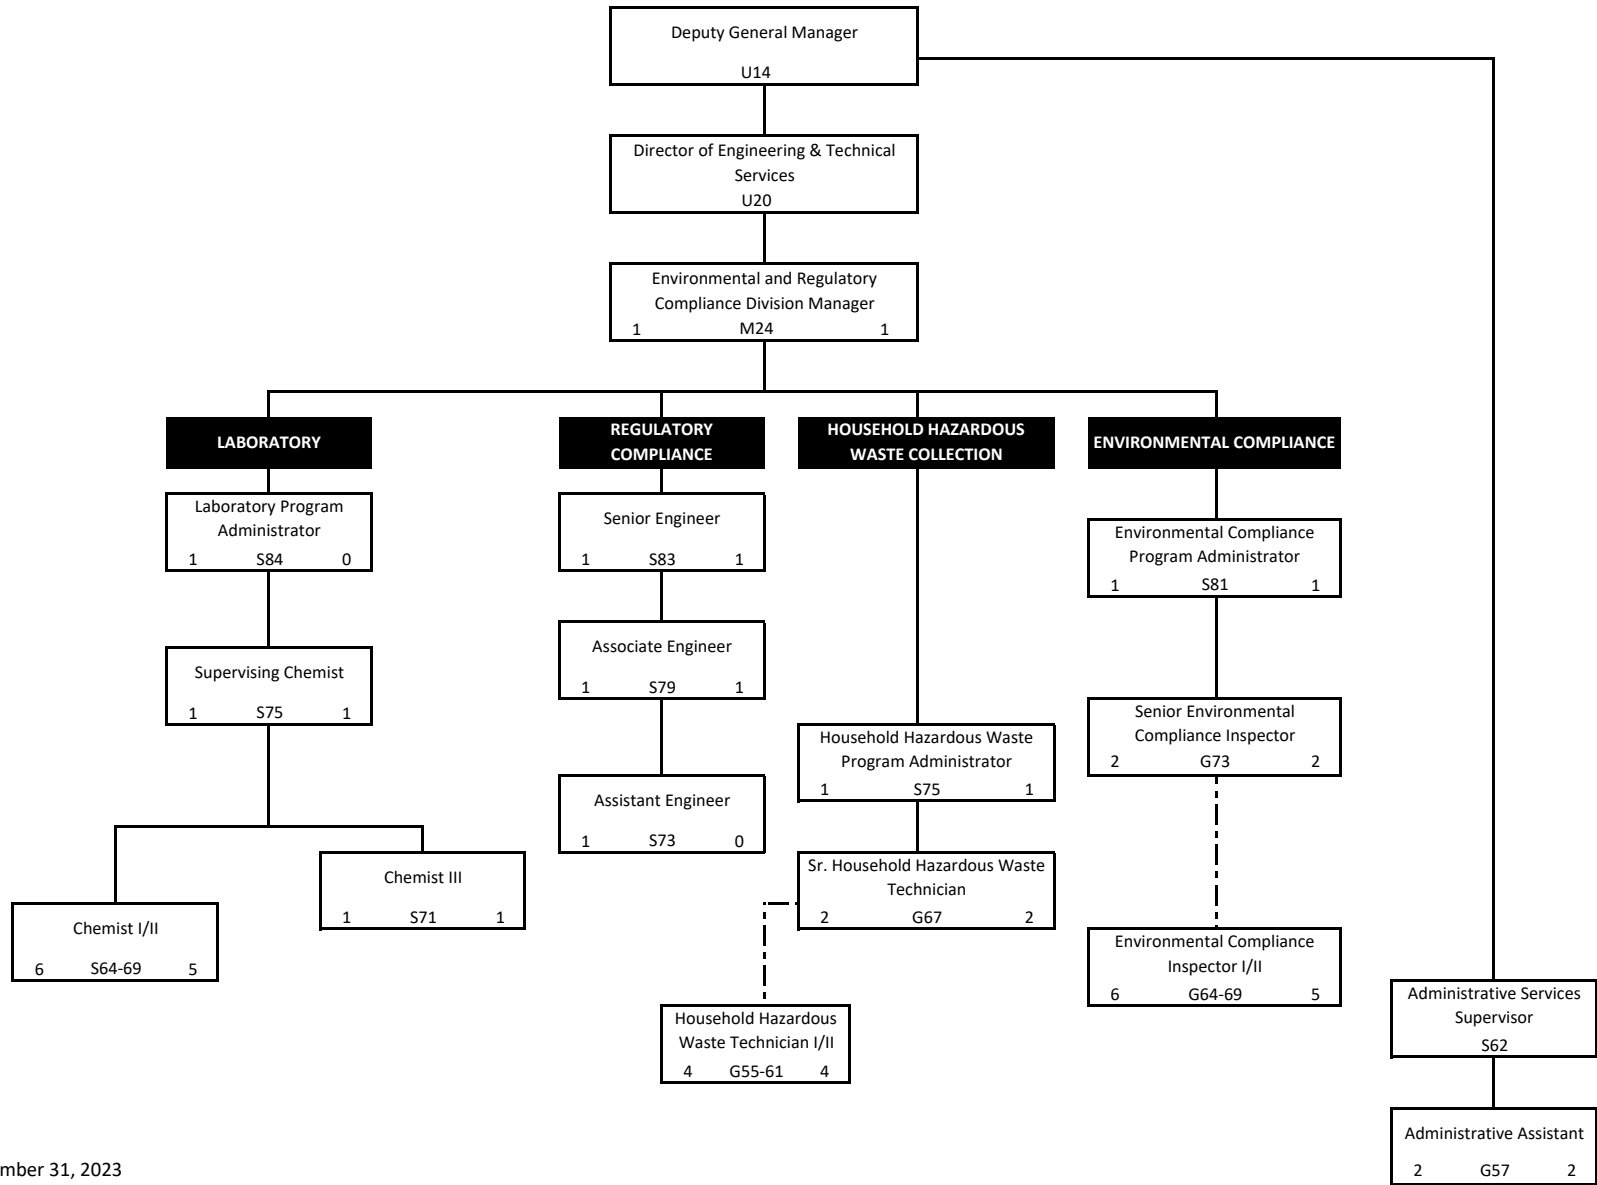 Deputy General Manager
U14
Director of Engineering & Technical
Services
U20
Environmental and Regulatory
Compliance Division Manager
1 M24 1
LABORATORY
Laboratory Program
Administrator
1 S84 0
Supervising Chemist
1 S75 1
Chemist I/II
6 S64-69 5
Chemist III
1 S71 1
REGULATORY
COMPLIANCE
Senior Engineer
1 S83 1
Associate Engineer
1 S79 1
Assistant Engineer
1 S73 0
HOUSEHOLD HAZARDOUS
WASTE COLLECTION
Household Hazardous Waste
Program Administrator
1 S75 1
Sr. Household Hazardous Waste
Technician
2 G67 2
Household Hazardous
Waste Technician I/II
4 G55-61 4
ENVIRONMENTAL COMPLIANCE
Environmental Compliance
Program Administrator
1 S81 1
Senior Environmental
Compliance Inspector
2 G73 2
Environmental Compliance
Inspector I/II
6 G64-69 5
Administrative Services
Supervisor
S62
Administrative Assistant
2 G57 2
mber 31, 2023